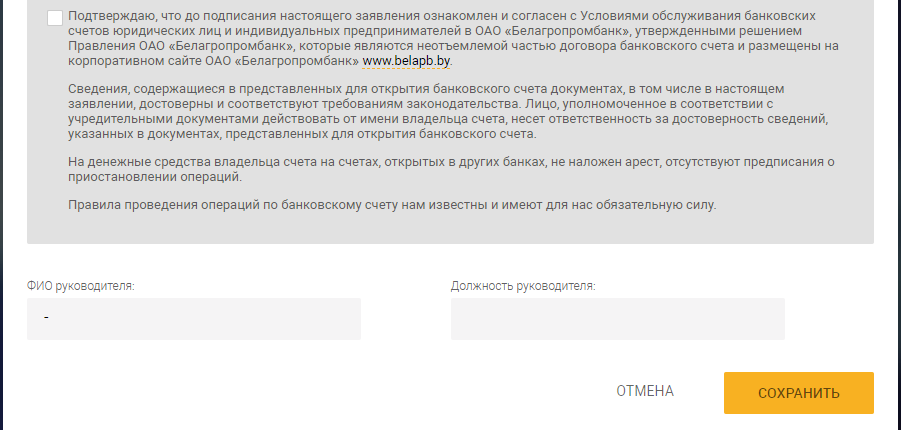 Подтверждаю, что до подписания настоящего заявления ознакомлен и согласен с Условиями обслуживания банковских
счетов юридических лиц и индивидуальных предпринимателей в ОАО «Белагропромбанк», утвержденными решением
Правления ОАО «Белагропромбанк», которые являются неотъемлемой частью договора банковского счета и размещены на
корпоративном сайте ОАО «Белагропромбанк» www.belapb.by.
Сведения, содержащиеся в представленных для открытия банковского счета документах, в том числе в настоящем
заявлении, достоверны и соответствуют требованиям законодательства. Лицо, уполномоченное в соответствии с
учредительными документами действовать от имени владельца счета, несет ответственность за достоверность сведений,
указанных в документах, представленных для открытия банковского счета.
На денежные средства владельца счета на счетах, открытых в других банках, не наложен арест, отсутствуют предписания о
приостановлении операций.
Правила проведения операций по банковскому счету нам известны и имеют для нас обязательную силу.
ФИО руководителя: Должность руководителя:
-
ОТМЕНА СОХРАНИТЬ